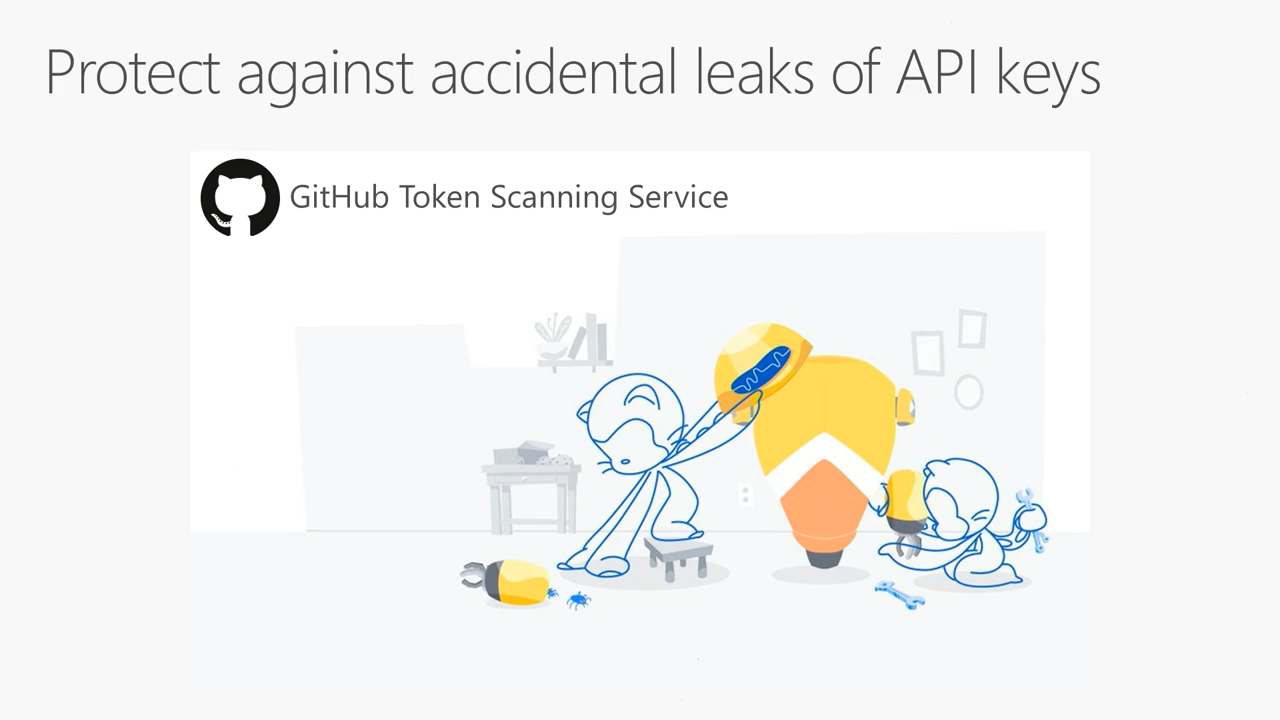 Protect against accidental leaks of API keys
GitHub Token Scanning Service